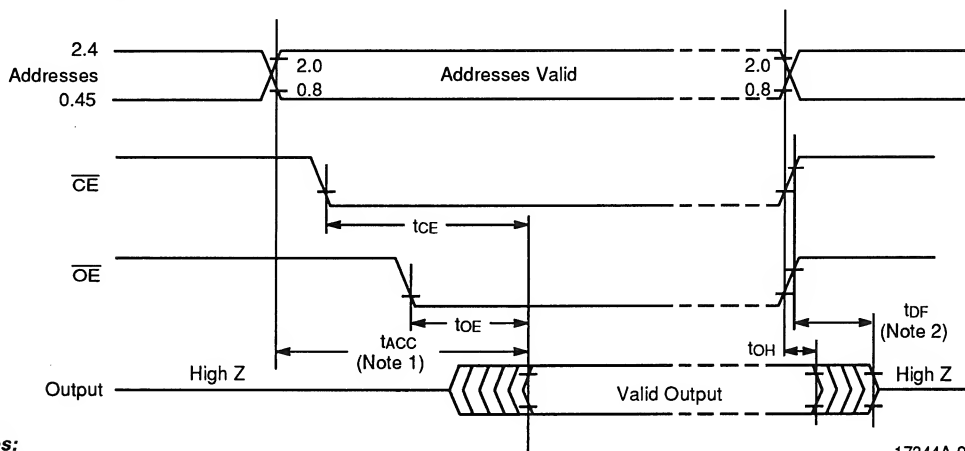 2.4
Addresses
0.45
2.0
0.8
Addresses Valid
2.0
0.8
CE
tCE
OE
tOE
tACC
(Note 1)
tOH
tDF
(Note 2)
Output
High Z
Valid Output
High Z